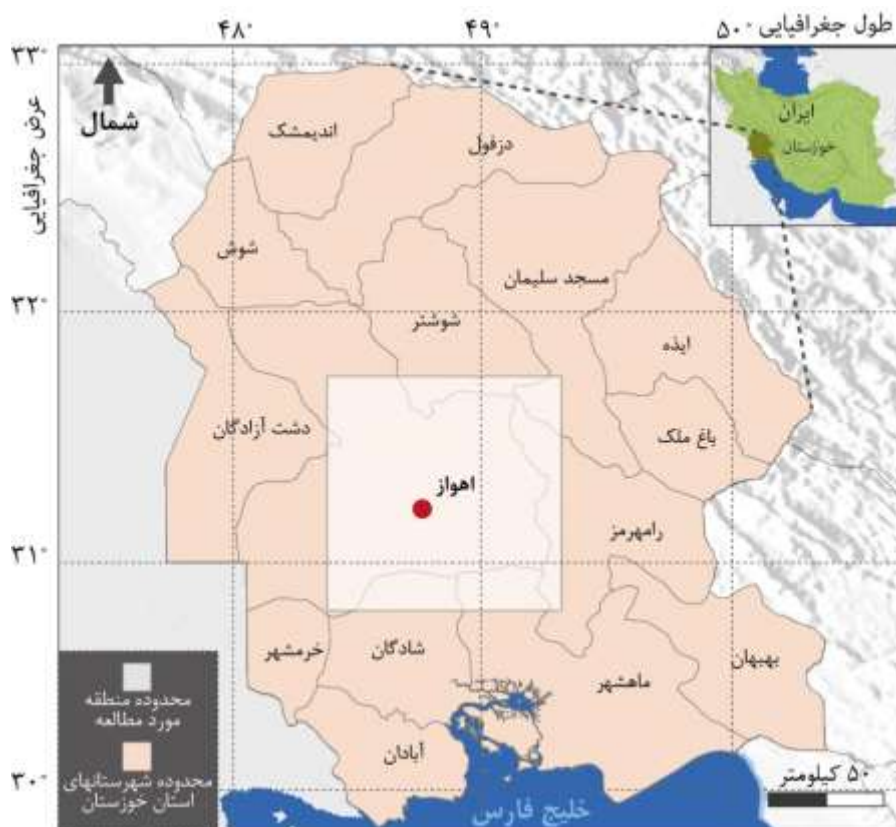 طول جغرافیایی ۵۰° ۴۹° ۴۸°
۳۳°
عرض جغرافیایی
شمال
ایران
خوزستان
اندیمشک
دزفول
شوش
مسجد سلیمان
۳۲°
شوشتر
ایذه
دشت آزادگان
باغ ملک
اهواز
رامهرمز
۳۱°
خرمشهر
شادگان
بهبهان
ماهشهر
آبادان
محدوده منطقه
مورد مطالعه
محدوده شهرستانهای
استان خوزستان
۳۰°
خلیج فارس
۵۰ کیلومتر